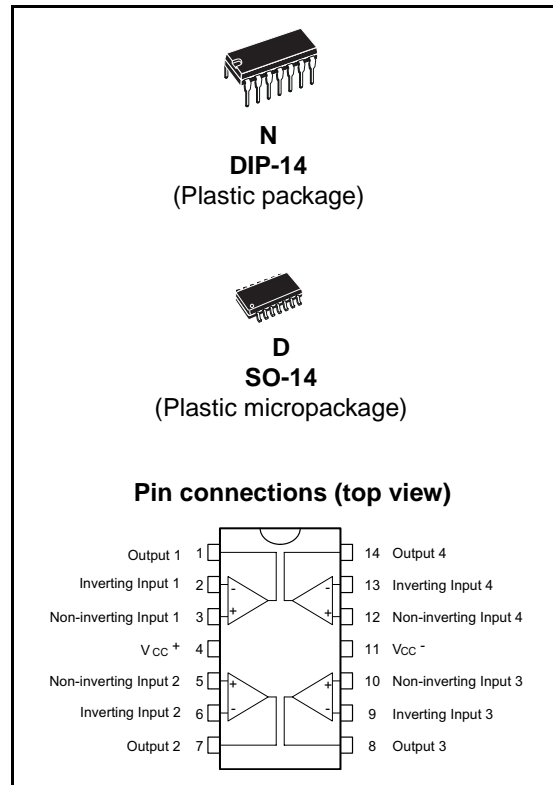 N
DIP-14
(Plastic package)
D
SO-14
(Plastic micropackage)
Pin connections (top view)
Output 1 1 14 Output 4
Inverting Input 1 2 - - 13 Inverting Input 4
Non-inverting Input 1 3 + + 12 Non-inverting Input 4
VCC + 4 11 VCC -
Non-inverting Input 2 5 + + 10 Non-inverting Input 3
Inverting Input 2 6 - - 9 Inverting Input 3
Output 2 7 8 Output 3